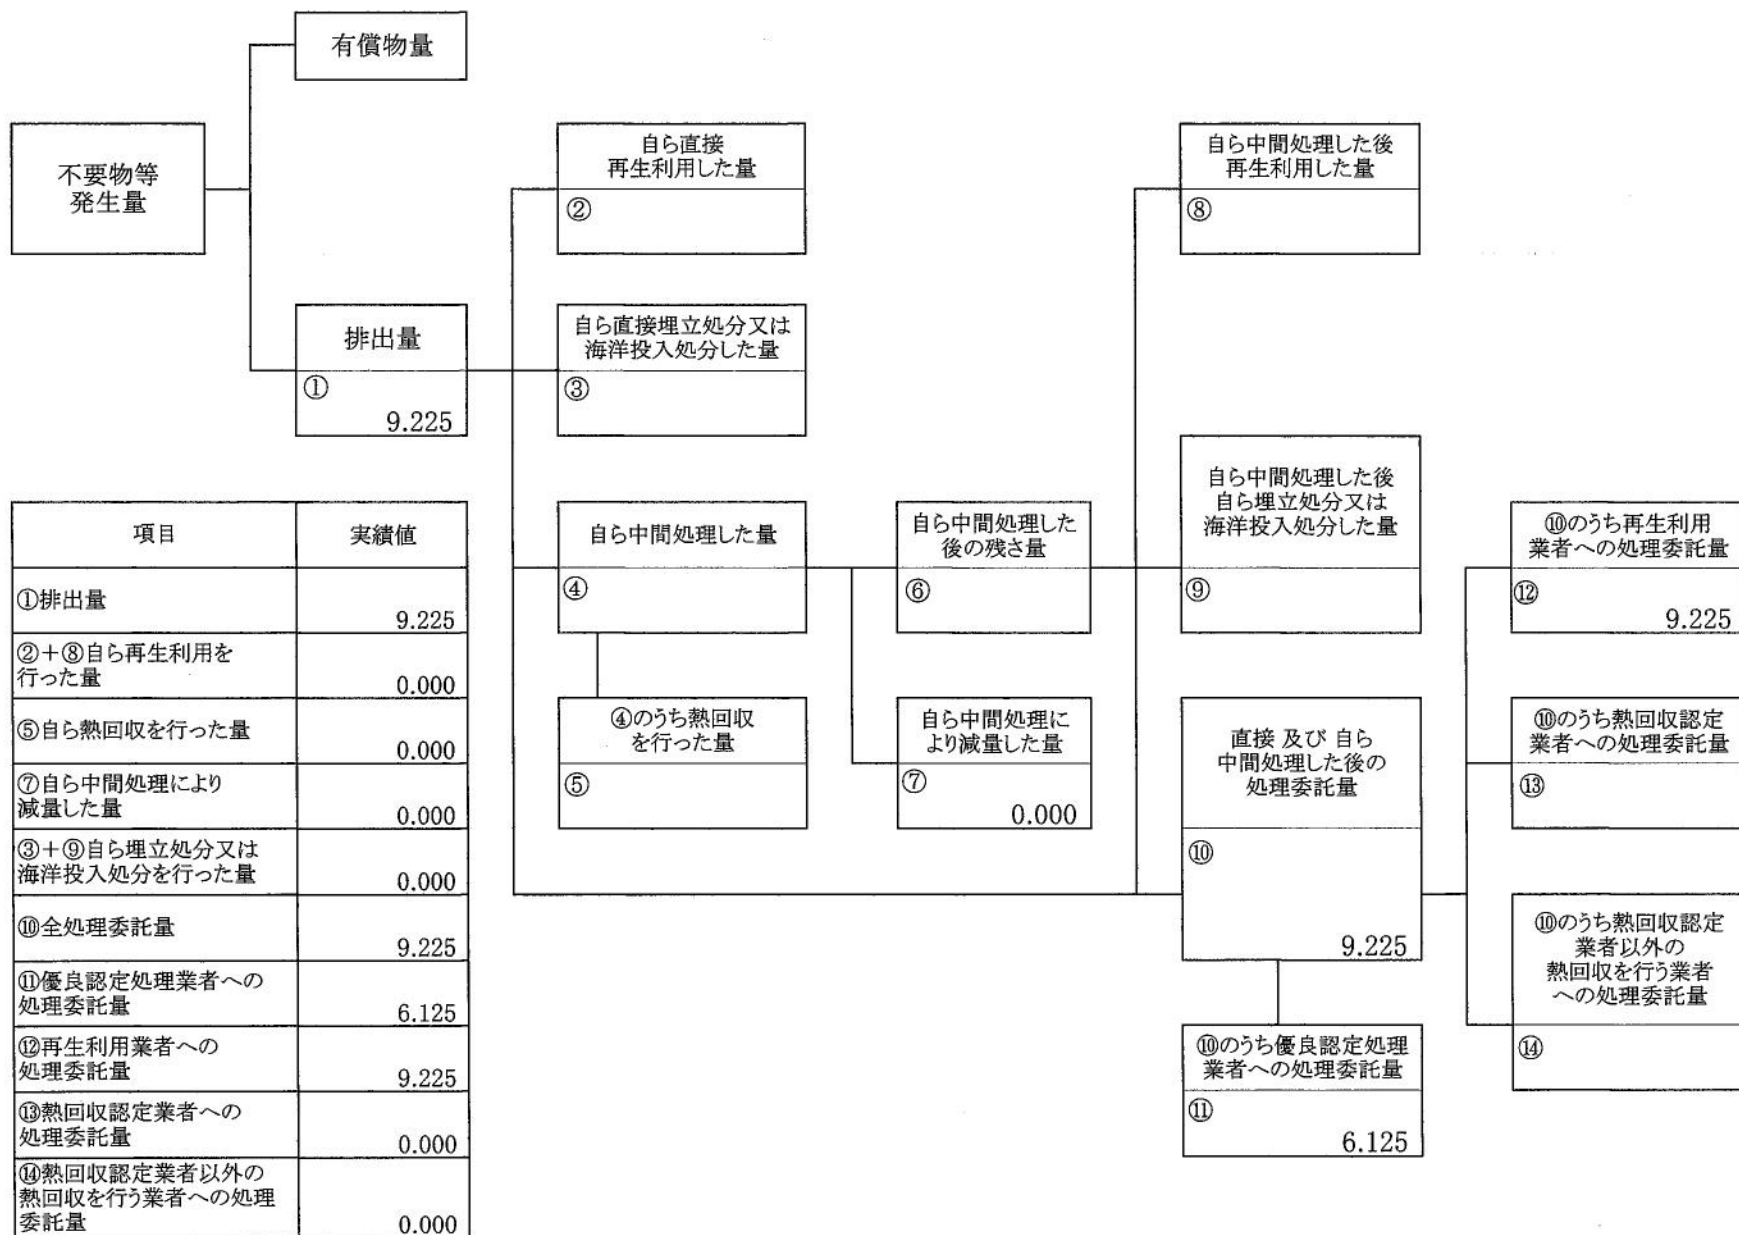 有償物量
不要物等
発生量
自ら直接
再生利用した量
②
自ら中間処理した後
再生利用した量
⑧
排出量
①
9.225
自ら直接埋立処分又は
海洋投入処分した量
③
項目 実績値
①排出量 9.225
②+⑧自ら再生利用を
行った量 0.000
⑤自ら熱回収を行った量 0.000
⑦自ら中間処理により
減量した量 0.000
③+⑨自ら埋立処分又は
海洋投入処分を行った量 0.000
⑩全処理委託量 9.225
⑪優良認定処理業者への
処理委託量 6.125
⑫再生利用業者への
処理委託量 9.225
⑬熱回収認定業者への
処理委託量 0.000
⑭熱回収認定業者以外の
熱回収を行う業者への処理
委託量 0.000
自ら中間処理した量
④
④のうち熱回収
を行った量
⑤
自ら中間処理した
後の残さ量
⑥
自ら中間処理に
より減量した量
⑦
0.000
自ら中間処理した後
自ら埋立処分又は
海洋投入処分した量
⑨
直接 及び 自ら
中間処理した後の
処理委託量
⑩
9.225
⑩のうち優良認定処理
業者への処理委託量
⑪
6.125
⑩のうち再生利用
業者への処理委託量
⑫
9.225
⑩のうち熱回収認定
業者への処理委託量
⑬
⑩のうち熱回収認定
業者以外の
熱回収を行う業者
への処理委託量
⑭